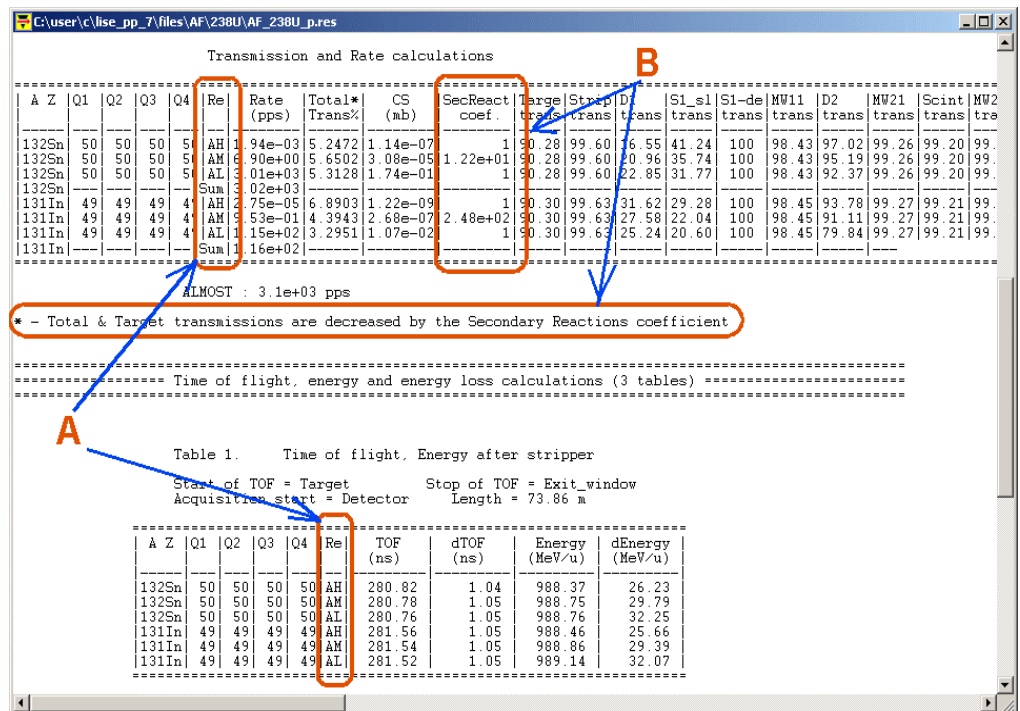 C:\user\c\lise_pp_7\files\AF\238U\AF_238U_p.res
Transmission and Rate calculations
B
| A Z |Q1 |Q2 |Q3 |Q4 |Re| Rate |Total*| CS |SecReact|Targe|Strip|D1 |S1_sl|S1-de|MW11 |D2 |MW21 |Scint|MW2
(pps) |Trans%| (mb) | coef. |trans|trans|trans|trans|trans|trans|trans|trans|trans|tra
|132Sn| 50| 50| 50| 50|AH|1.94e-03|5.2472|1.14e-07| 1|90.28|99.60|26.55|41.24| 100 |98.43|97.02|99.26|99.20|99.
|132Sn| 50| 50| 50| 50|AM|6.90e+00|5.6502|3.08e-05|1.22e+01|90.28|99.60|20.96|35.74| 100 |98.43|95.19|99.26|99.20|99.
|132Sn| 50| 50| 50| 50|AL|3.01e+03|5.3128|1.74e-01| 1|90.28|99.60|22.85|31.77| 100 |98.43|92.37|99.26|99.20|99.
|132Sn|---|---|---|---|Sum|3.02e+03|
|131In| 49| 49| 49| 49|AH|2.75e-05|6.8903|1.22e-09| 1|90.30|99.63|31.62|29.28| 100 |98.45|93.78|99.27|99.21|99.
|131In| 49| 49| 49| 49|AM|9.53e-01|4.3943|2.68e-07|2.48e+02|90.30|99.63|27.58|22.04| 100 |98.45|91.11|99.27|99.21|99.
|131In| 49| 49| 49| 49|AL|1.15e+02|3.2951|1.07e-02| 1|90.30|99.63|25.24|20.60| 100 |98.45|79.84|99.27|99.21|99.
|131In|---|---|---|---|Sum|1.16e+02|
ALMOST : 3.1e+03 pps
* - Total & Target transmissions are decreased by the Secondary Reactions coefficient
================= Time of flight, energy and energy loss calculations (3 tables) =======================
A
Table 1. Time of flight, Energy after stripper
Start of TOF = Target Stop of TOF = Exit_window
Acquisition start = Detector Length = 73.86 m
| A Z |Q1 |Q2 |Q3 |Q4 |Re| TOF | dTOF | Energy | dEnergy |
(ns) | (ns) | (MeV/u) | (MeV/u) |
|132Sn| 50| 50| 50| 50|AH| 280.82 | 1.04 | 988.37 | 26.23 |
|132Sn| 50| 50| 50| 50|AM| 280.78 | 1.05 | 988.75 | 29.79 |
|132Sn| 50| 50| 50| 50|AL| 280.76 | 1.05 | 988.76 | 32.25 |
|131In| 49| 49| 49| 49|AH| 281.56 | 1.05 | 988.46 | 25.66 |
|131In| 49| 49| 49| 49|AM| 281.54 | 1.05 | 988.86 | 29.39 |
|131In| 49| 49| 49| 49|AL| 281.52 | 1.05 | 989.14 | 32.07 |